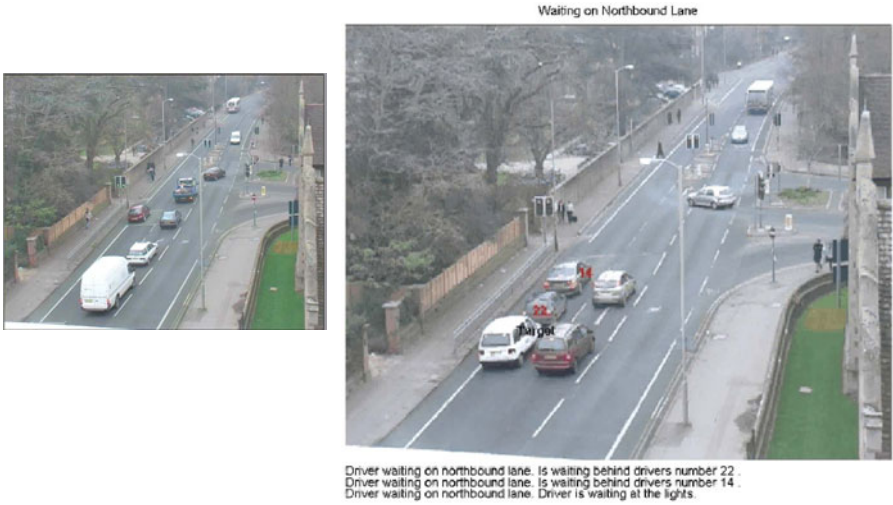 Waiting on Northbound Lane
14
22
Target
Driver waiting on northbound lane. Is waiting behind drivers number 22 .
Driver waiting on northbound lane. Is waiting behind drivers number 14 .
Driver waiting on northbound lane. Driver is waiting at the lights.